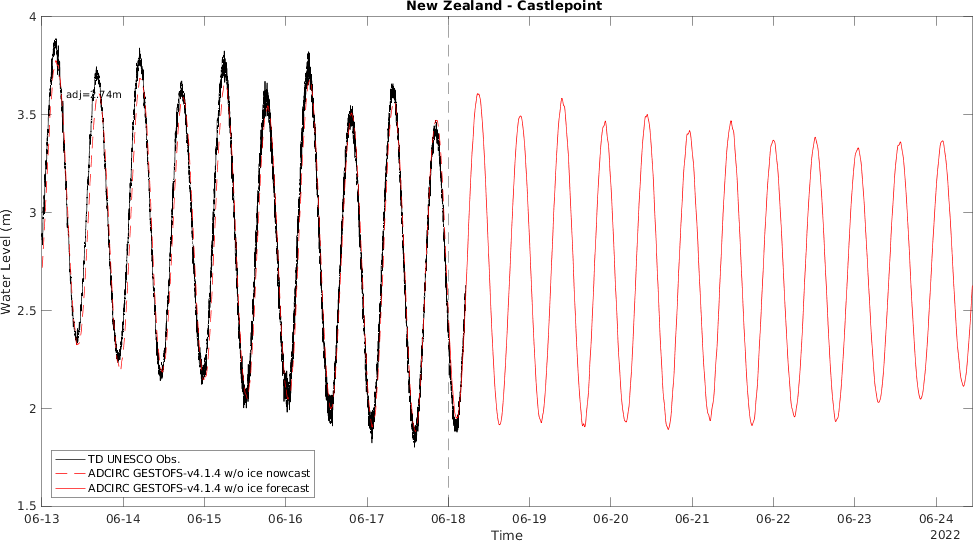 New Zealand - Castlepoint
Water Level (m)
4
3.5
3
2.5
2
1.5
adj=2.74m
TD UNESCO Obs.
ADCIRC GESTOFS-v4.1.4 w/o ice nowcast
ADCIRC GESTOFS-v4.1.4 w/o ice forecast
06-13 06-14 06-15 06-16 06-17 06-18 06-19 06-20 06-21 06-22 06-23 06-24
Time
2022